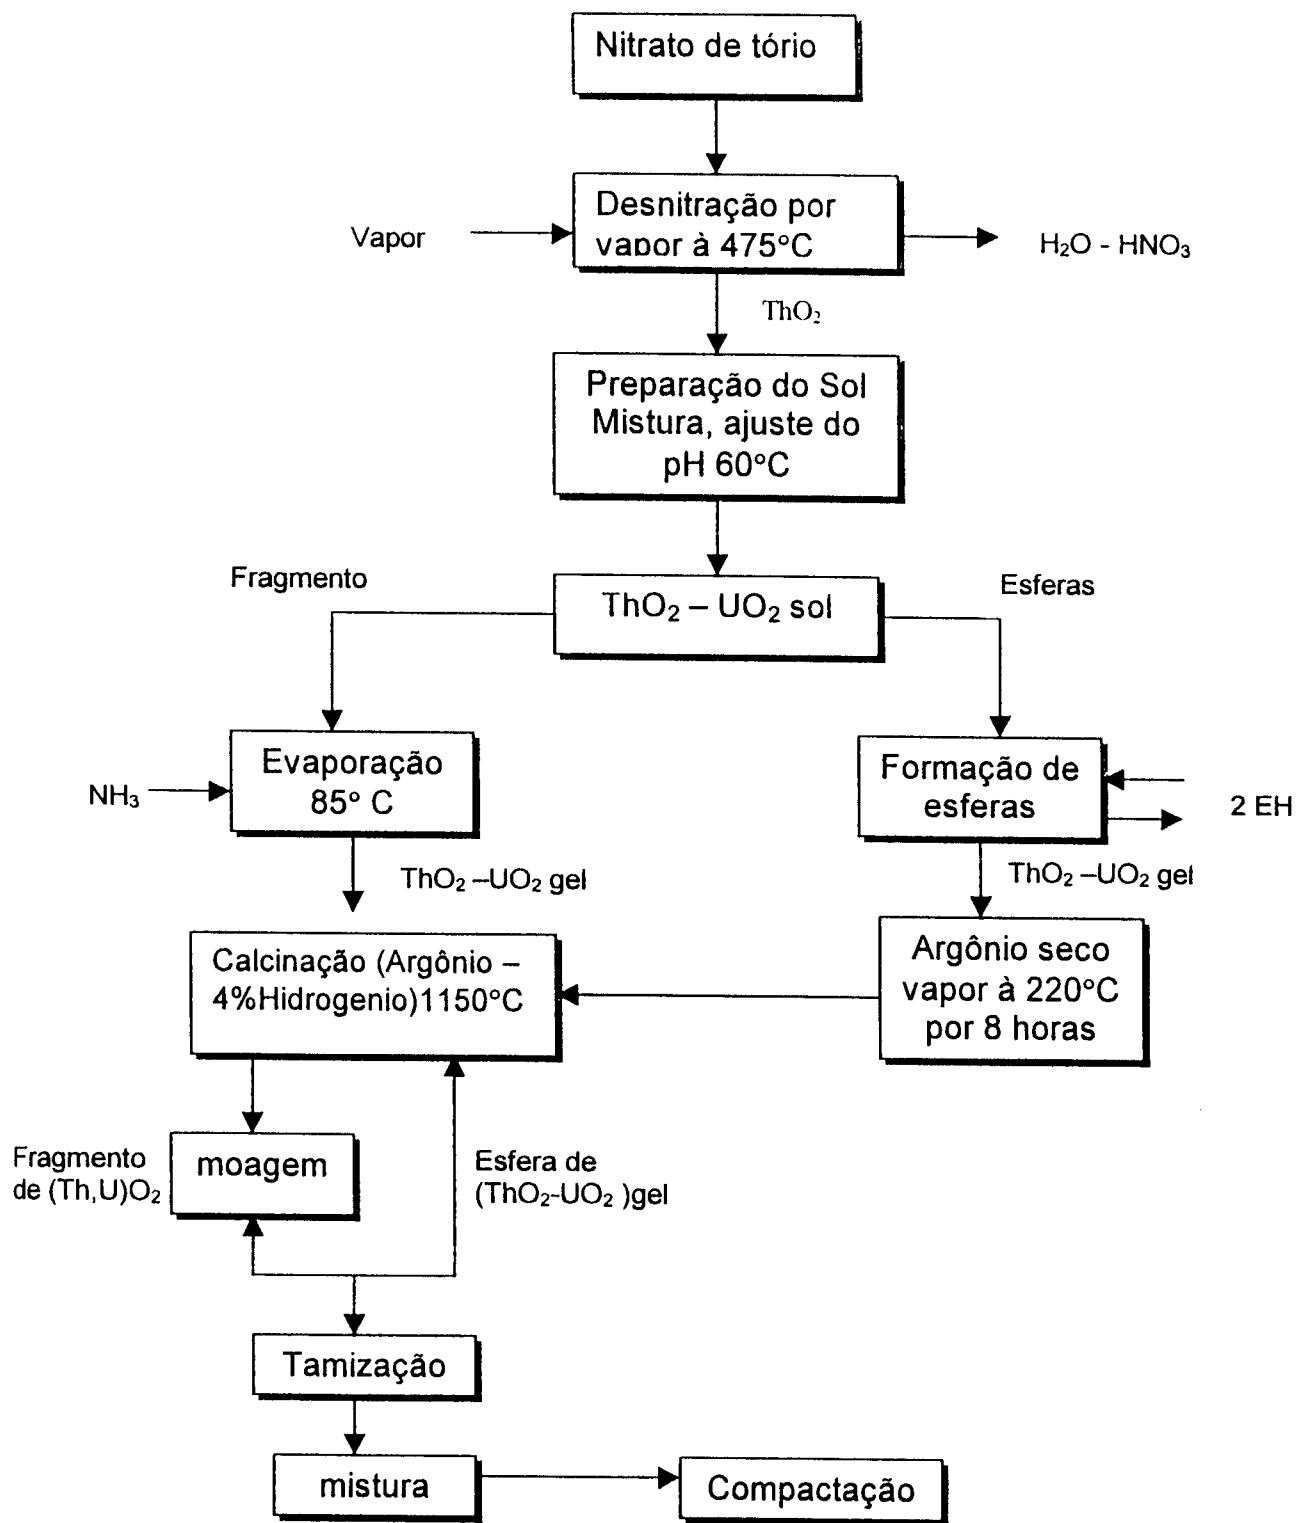 Nitrato de tório
Desnitração por
vapor à 475°C
Vapor
H₂O - HNO₃
ThO₂
Preparação do Sol
Mistura, ajuste do
pH 60°C
Fragmento
ThO₂ – UO₂ sol
Esferas
Evaporação
85° C
NH₃
Formação de
esferas
2 EH
ThO₂ –UO₂ gel
ThO₂ –UO₂ gel
Calcinação (Argônio –
4%Hidrogenio)1150°C
Argônio seco
vapor à 220°C
por 8 horas
Fragmento
de (Th,U)O₂
moagem
Esfera de
(ThO₂-UO₂ )gel
Tamização
mistura
Compactação